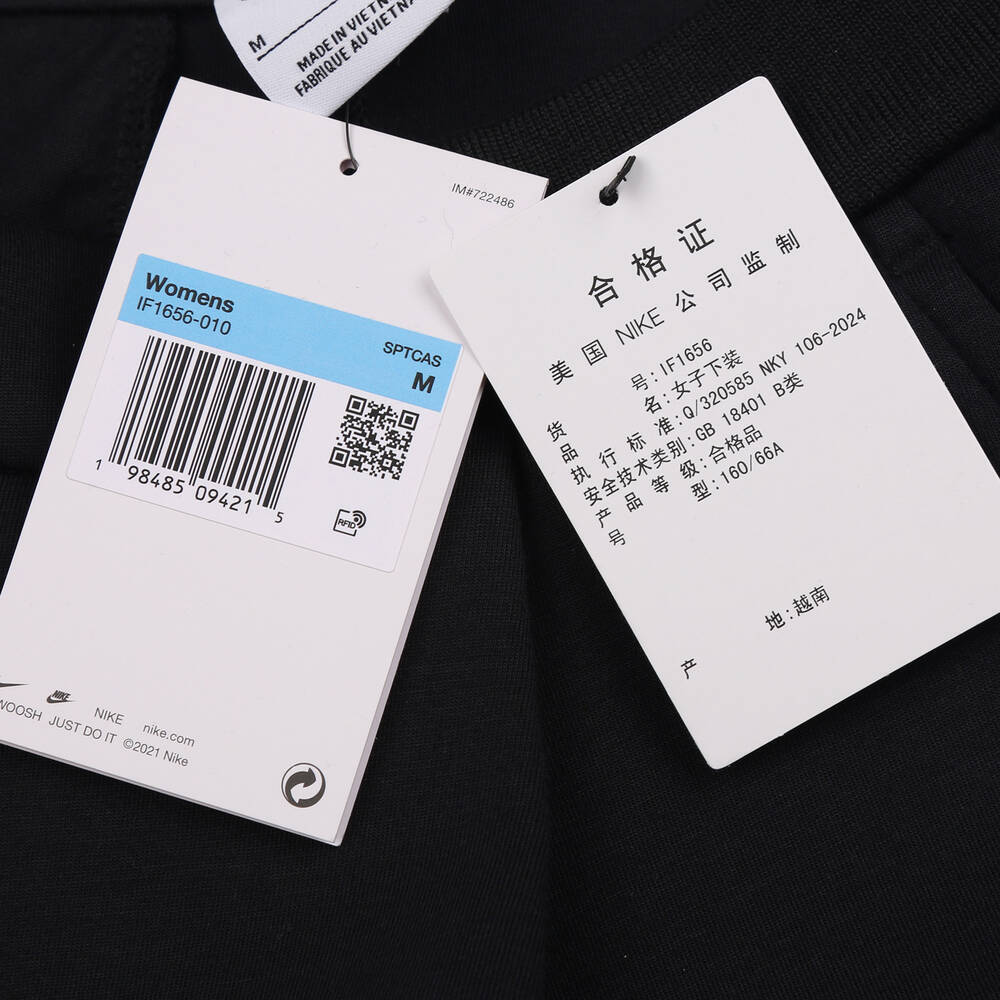 M
MADE IN VIETN
FABRIQUE AU VIETNA
IM#722486
Womens
IF1656-010
SPTCAS
M
1 98485 09421 5
RFID
NIKE
WOOSH JUST DO IT NIKE nike.com
©2021 Nike
合格证
美国 NIKE 公司监制
货号:IF1656
品名:女子下装
执行标准:Q/320585 NKY 106-2024
安全技术类别:GB 18401 B类
产品等级:合格品
号型:160/66A
产地:越南